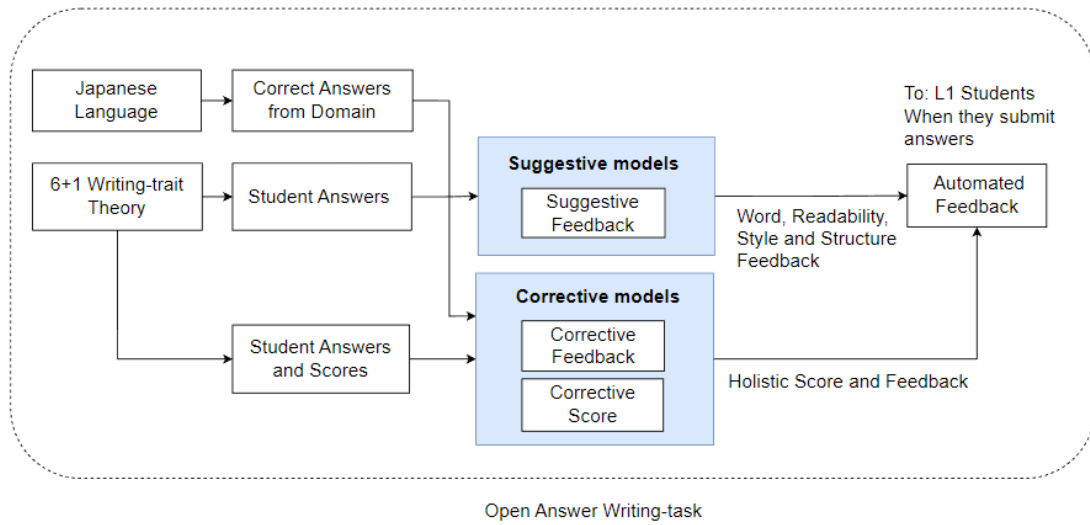 Japanese
Language
Correct Answers
from Domain
To: L1 Students
When they submit
answers
6+1 Writing-trait
Theory
Student Answers
Suggestive models
Suggestive
Feedback
Word, Readability,
Style and Structure
Feedback
Automated
Feedback
Student Answers
and Scores
Corrective models
Corrective
Feedback
Corrective
Score
Holistic Score and Feedback
Open Answer Writing-task